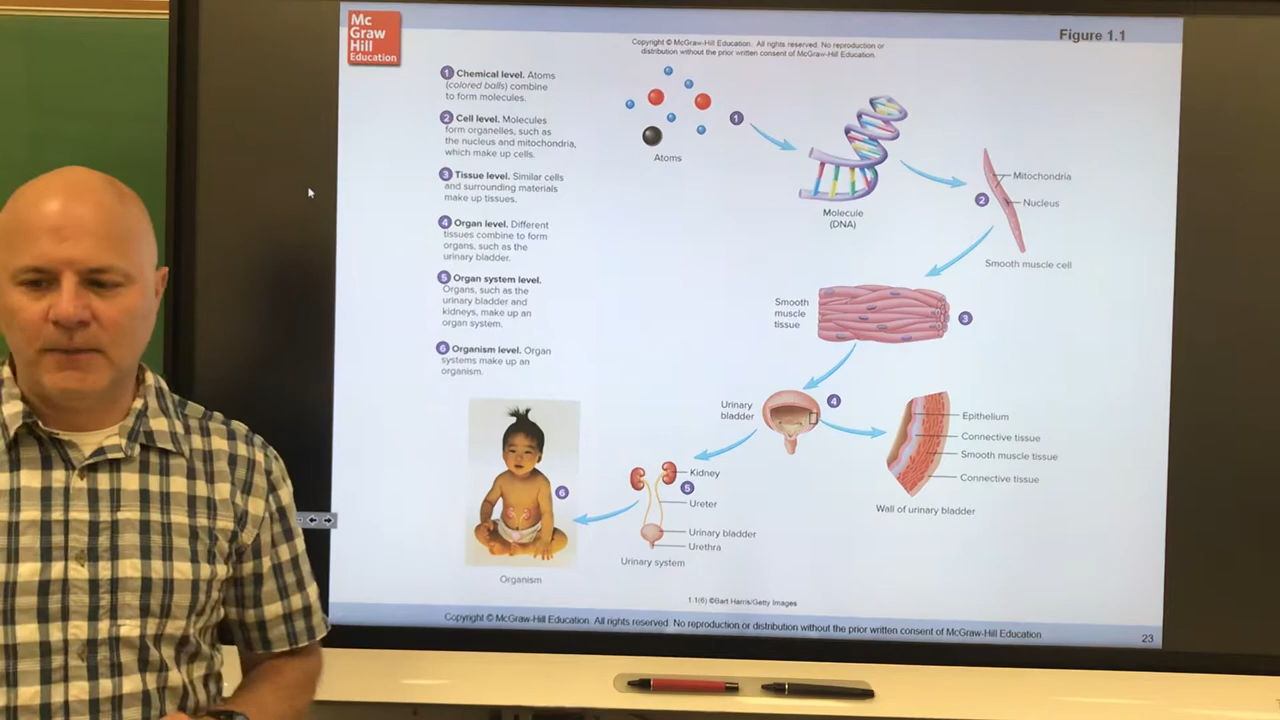 Mc
Graw
Hill
Education
Figure 1.1
Copyright © McGraw-Hill Education. All rights reserved. No reproduction or
distribution without the prior written consent of McGraw-Hill Education.
1 Chemical level. Atoms
(colored balls) combine
to form molecules.
2 Cell level. Molecules
form organelles, such as
the nucleus and mitochondria,
which make up cells.
3 Tissue level. Similar cells
and surrounding materials
make up tissues.
4 Organ level. Different
tissues combine to form
organs, such as the
urinary bladder.
5 Organ system level.
Organs, such as the
urinary bladder and
kidneys, make up an
organ system.
6 Organism level. Organ
systems make up an
organism.
1
Atoms
Molecule
(DNA)
2
Mitochondria
Nucleus
Smooth muscle cell
Smooth
muscle
tissue
3
Urinary
bladder
4
Epithelium
Connective tissue
Smooth muscle tissue
Connective tissue
Wall of urinary bladder
Kidney
5
Ureter
Urinary bladder
Urethra
Urinary system
6
Organism
1.1(6) ©Bart Harris/Getty Images
Copyright © McGraw-Hill Education. All rights reserved. No reproduction or distribution without the prior written consent of McGraw-Hill Education
23